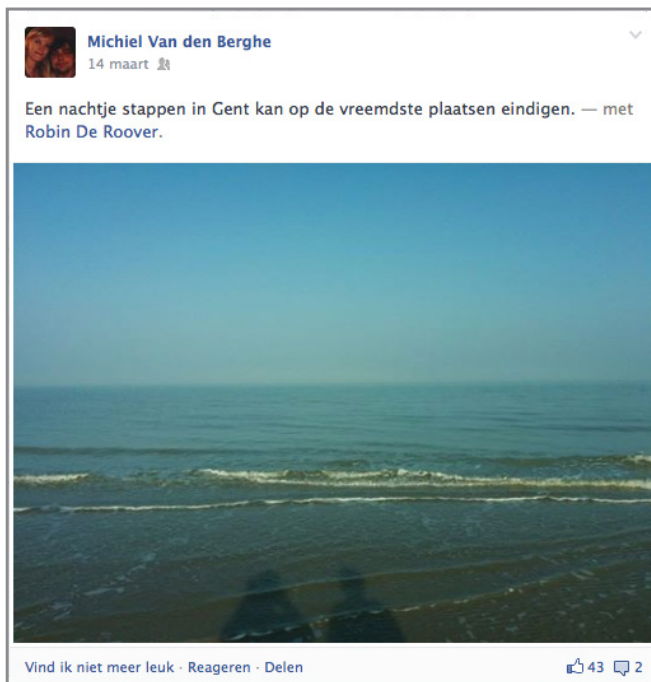 Michiel Van den Berghe
14 maart
Een nachtje stappen in Gent kan op de vreemdste plaatsen eindigen. — met
Robin De Roover.
Vind ik niet meer leuk · Reageren · Delen 43 2